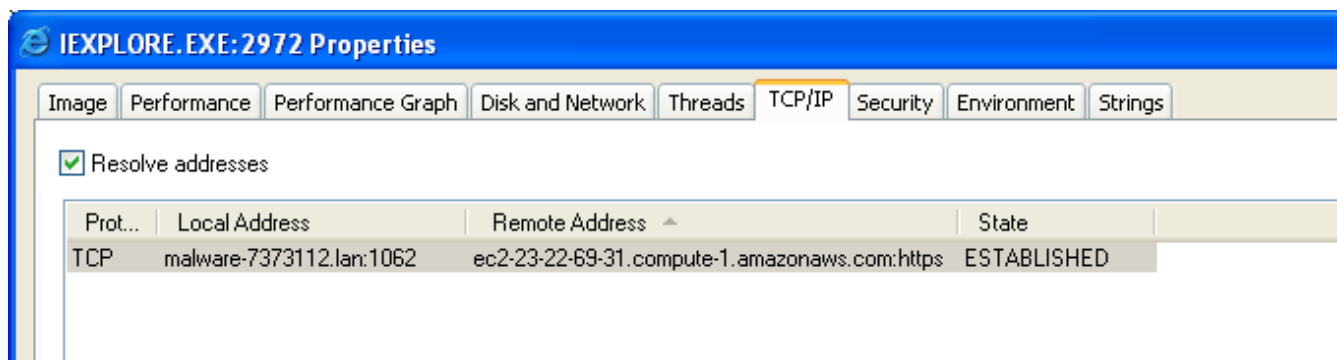 IEXPLORE.EXE:2972 Properties
Image Performance Performance Graph Disk and Network Threads TCP/IP Security Environment Strings
Resolve addresses
Prot... Local Address Remote Address State
TCP malware-7373112.lan:1062 ec2-23-22-69-31.compute-1.amazonaws.com:https ESTABLISHED